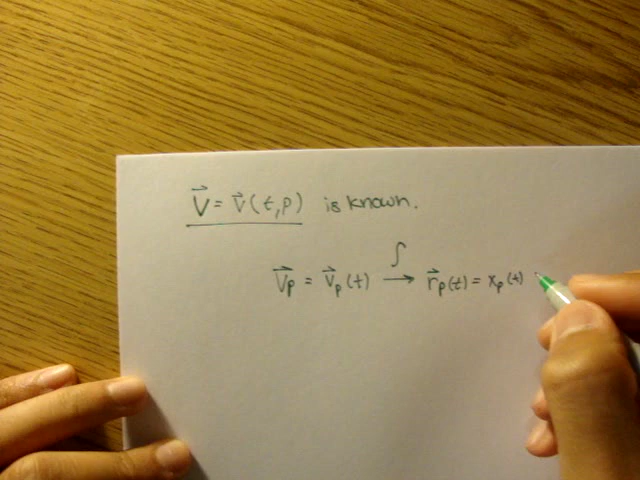 V⃗ = v⃗(t,p) is known.
∫
V⃗p = v⃗p(t) → r⃗p(t) = xp(t)